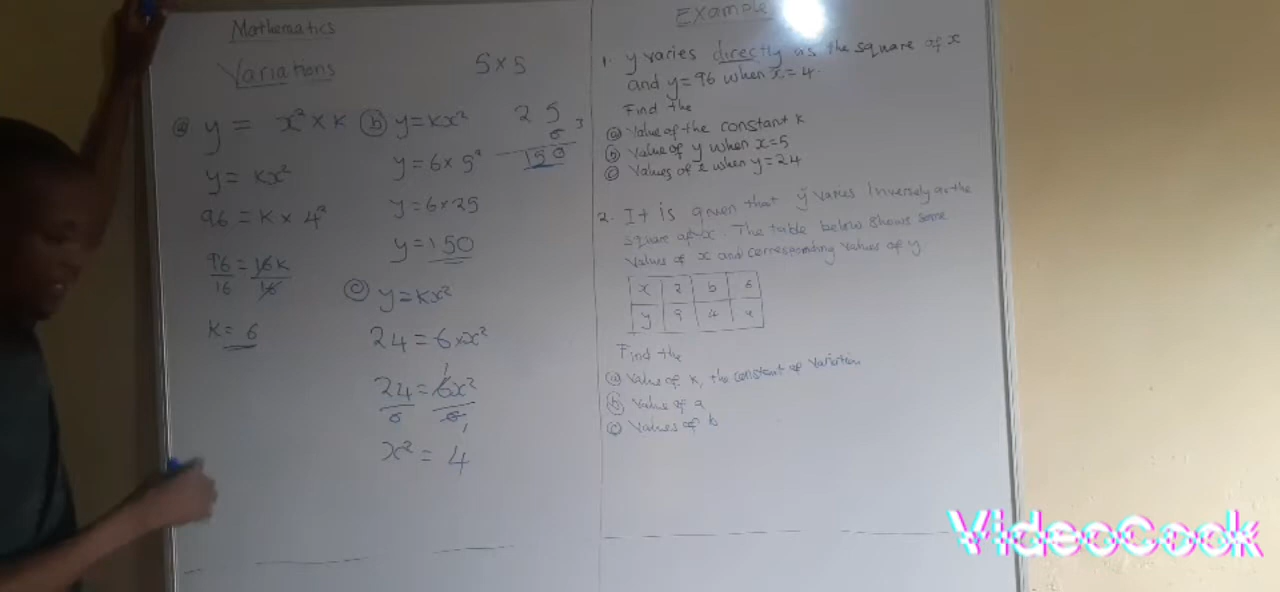 Mathematics
Variations
5 × 5
ⓐ y = x² × k
y = kx²
96 = k × 4²
96 = 16k
16 16
k = 6
ⓑ y = kx²
y = 6 × 5²
y = 6 × 25
y = 150
25
6 3
150
ⓒ y = kx²
24 = 6 × x²
1
24 = 6x²
6 6
1
x² = 4
Example
1. y varies directly as the square of x
and y = 96 when x = 4.
Find the
ⓐ Value of the constant k
ⓑ Value of y when x = 5
ⓒ Values of x when y = 24
2. It is given that y varies Inversely as the
square of x. The table below shows some
Values of x and corresponding values of y
x 2 b 6
y 9 4
Find the
ⓐ Value of k, the constant of variation
ⓑ Value of a
ⓒ Values of b
VideoCook